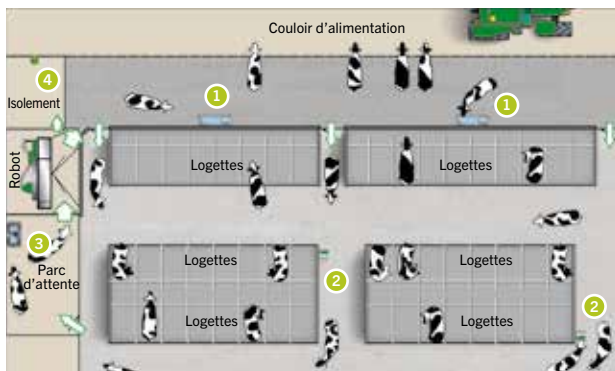 Couloir d'alimentation
4
1
1
Isolement
Logettes
Logettes
Robot
3
Parc
d'attente
Logettes
Logettes
2
2
Logettes
Logettes